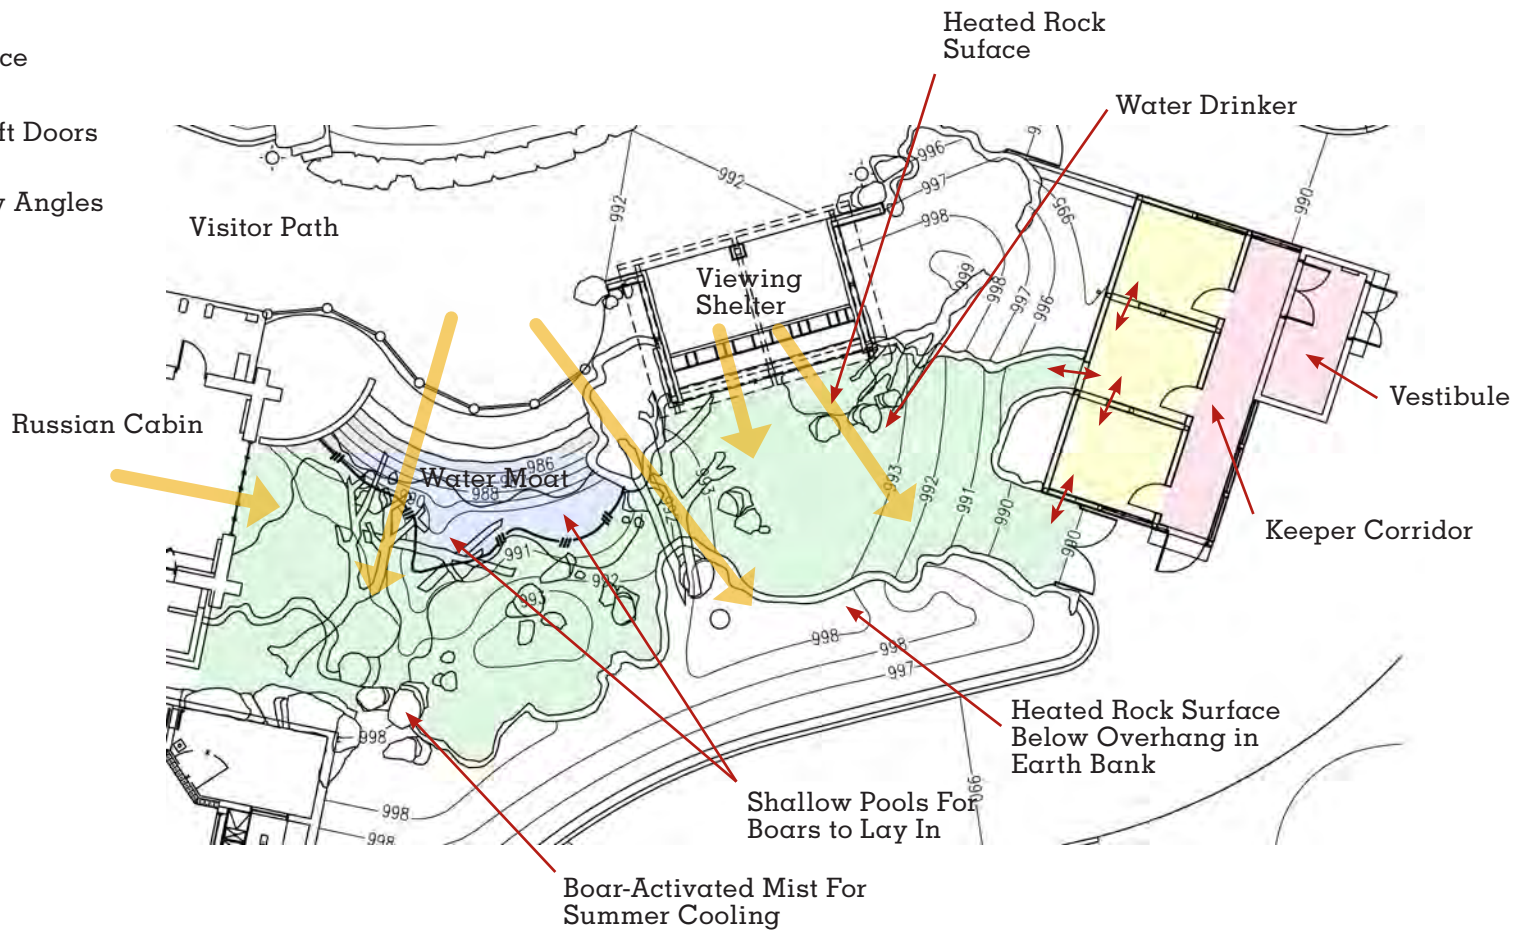 Heated Rock
Suface
ce
Water Drinker
ft Doors
992
996
997
995
990
y Angles
992
998
Visitor Path
999
998
997
996
Viewing
Shelter
Vestibule
Russian Cabin
986
Water Moat
988
990
993
993
992
991
990
992
Keeper Corridor
990
991
992
993
998
998
997
Heated Rock Surface
Below Overhang in
Earth Bank
998
990
Shallow Pools For
Boars to Lay In
998
998
Boar-Activated Mist For
Summer Cooling